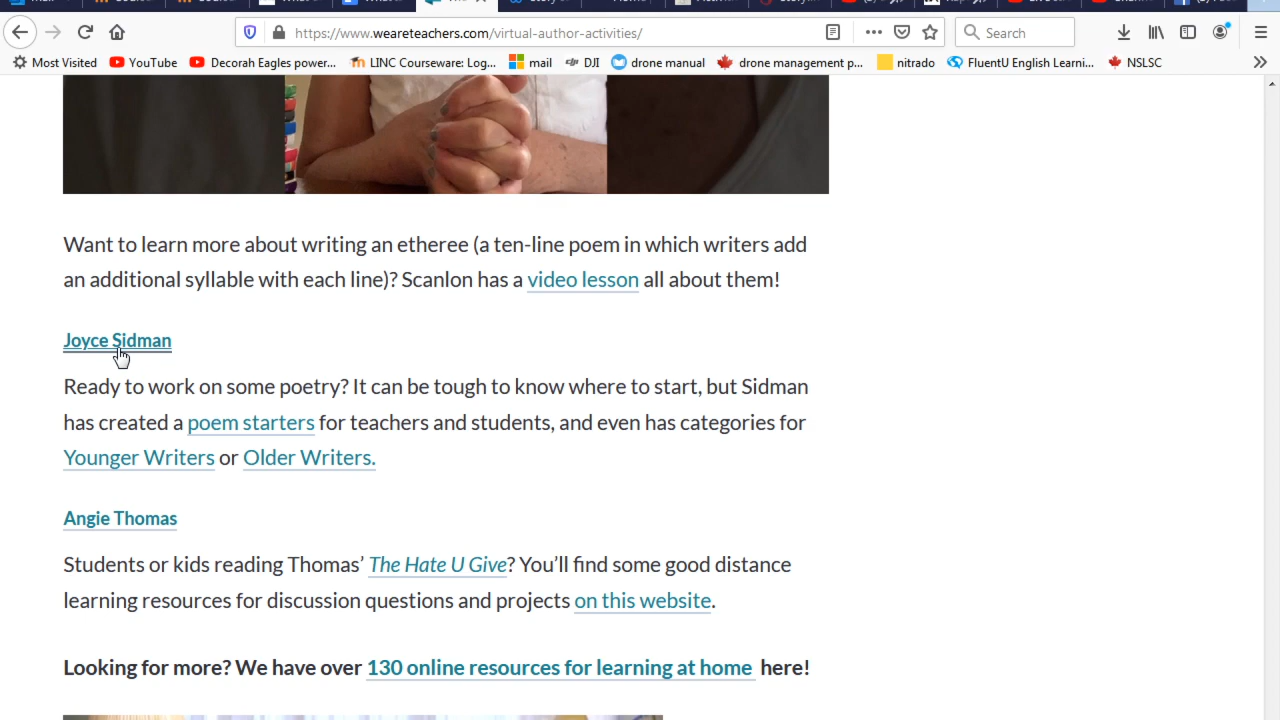 https://www.weareteachers.com/virtual-author-activities/
Search
Most Visited
YouTube
Decorah Eagles power...
LINC Courseware: Log...
mail
DJI
drone manual
drone management p...
nitrado
FluentU English Learni...
NSLSC
Want to learn more about writing an etheree (a ten-line poem in which writers add
an additional syllable with each line)? Scanlon has a video lesson all about them!
Joyce Sidman
Ready to work on some poetry? It can be tough to know where to start, but Sidman
has created a poem starters for teachers and students, and even has categories for
Younger Writers or Older Writers.
Angie Thomas
Students or kids reading Thomas’ The Hate U Give? You’ll find some good distance
learning resources for discussion questions and projects on this website.
Looking for more? We have over 130 online resources for learning at home here!